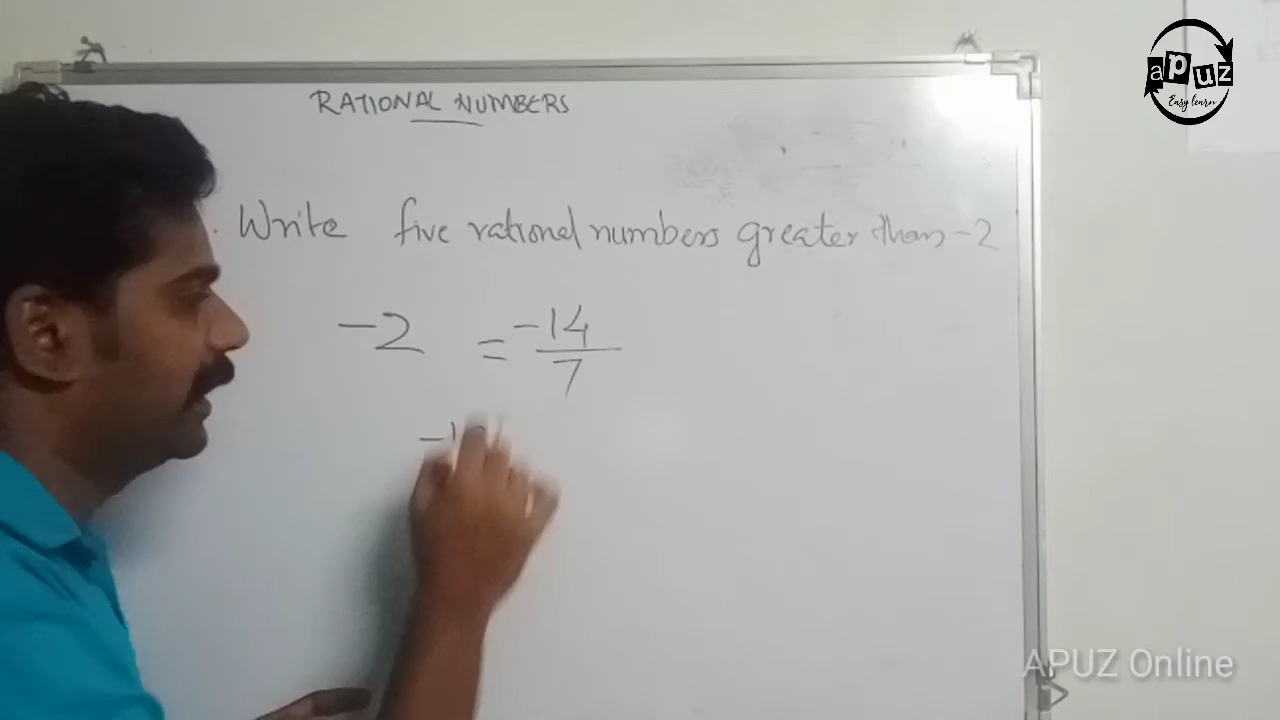 apuz
Easy learn
RATIONAL NUMBERS
Write five rational numbers greater than -2
-2 = -14
7
APUZ Online